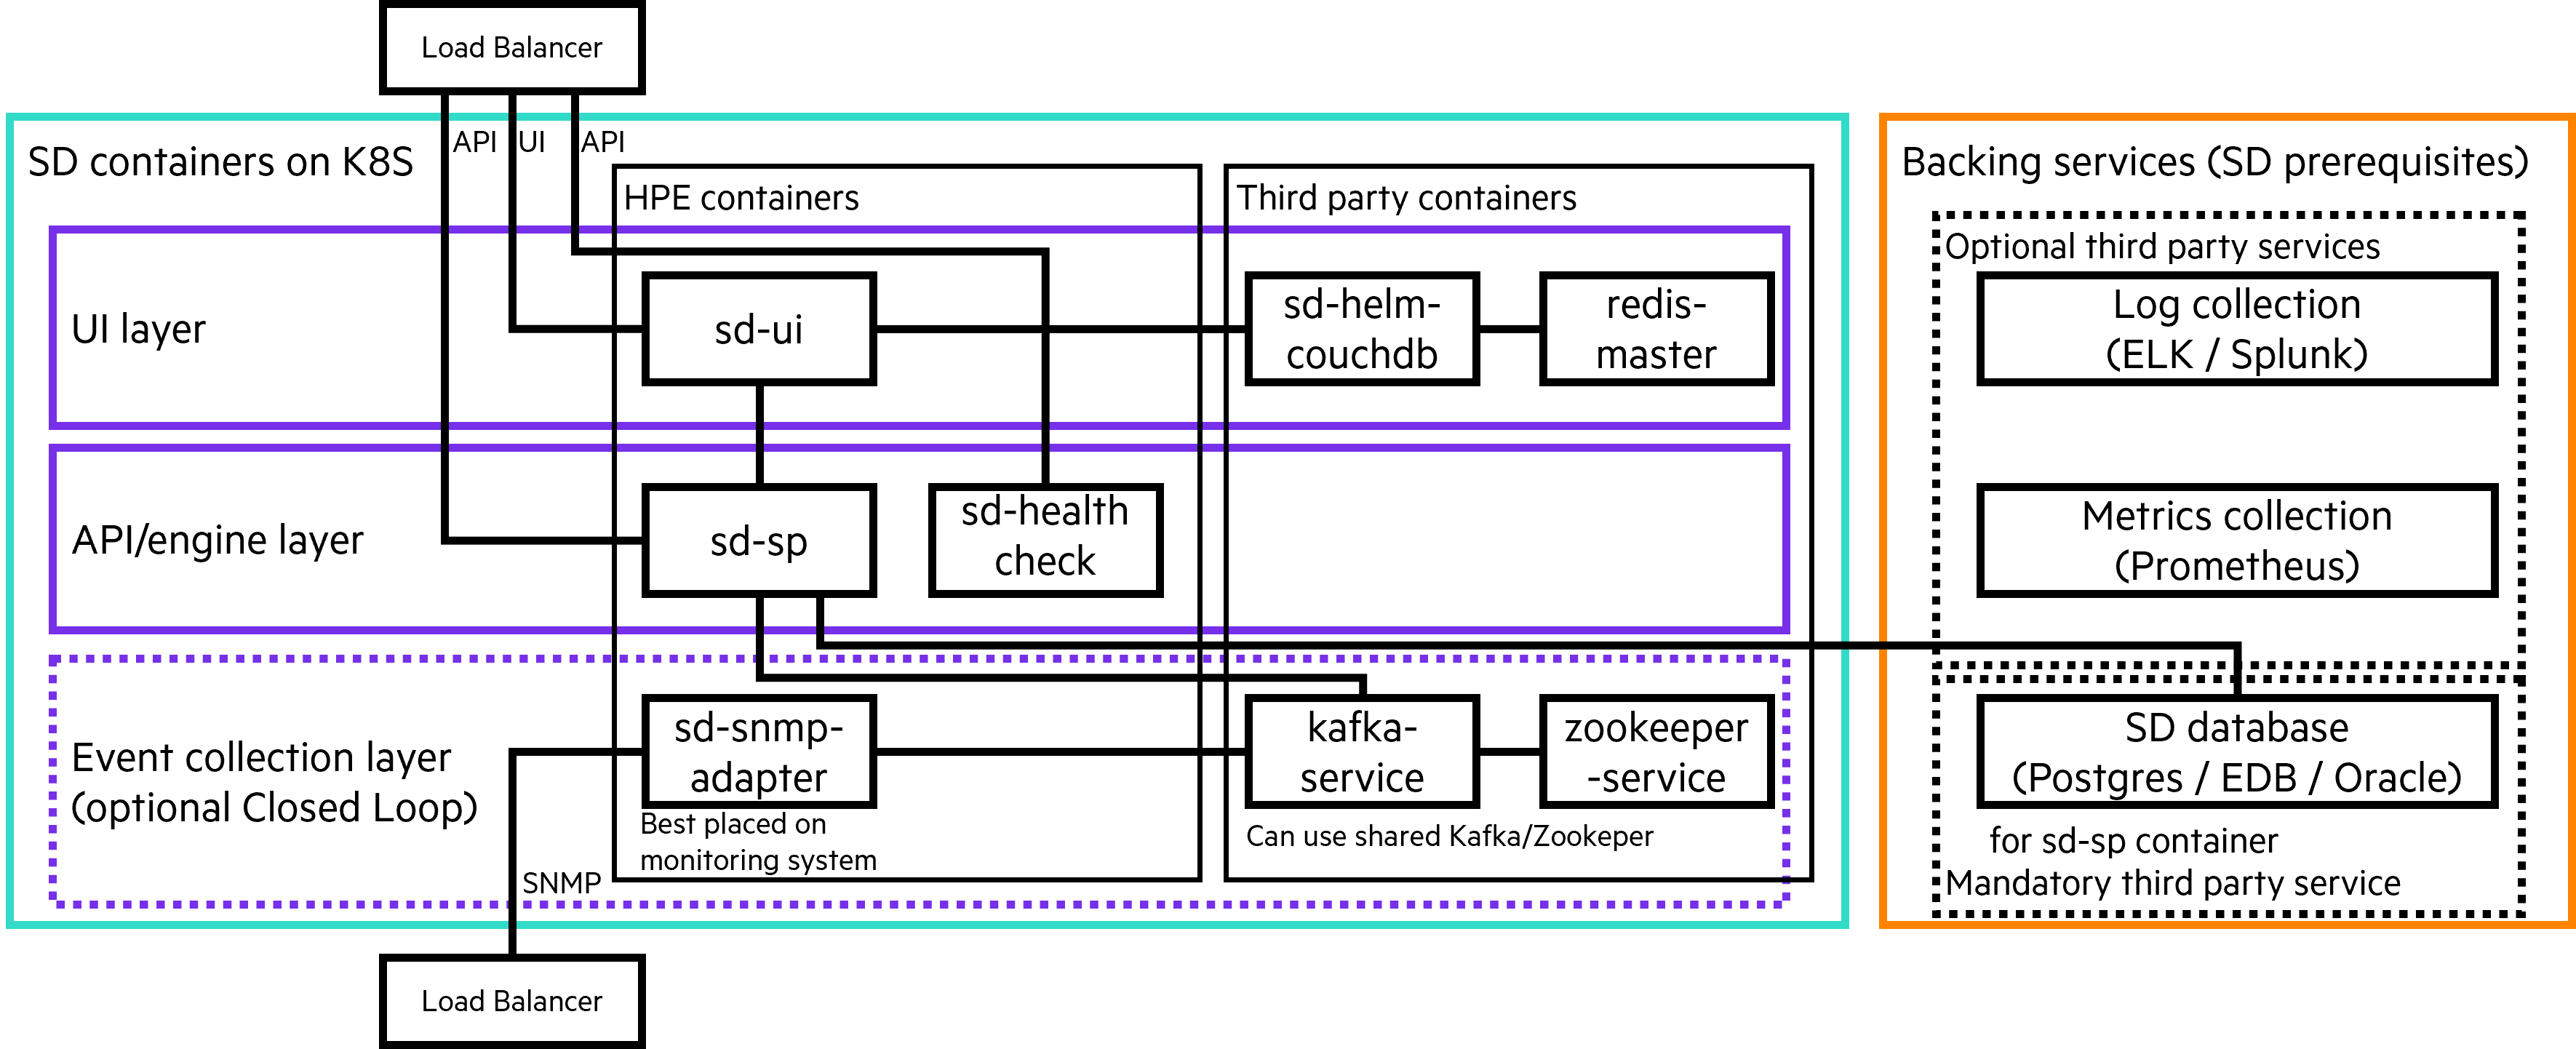 Load Balancer
API
UI
API
SD containers on K8S
Backing services (SD prerequisites)
HPE containers
Third party containers
Optional third party services
UI layer
sd-ui
sd-helm-
couchdb
redis-
master
Log collection
(ELK / Splunk)
API/engine layer
sd-sp
sd-health
check
Metrics collection
(Prometheus)
Event collection layer
(optional Closed Loop)
sd-snmp-
adapter
Best placed on
monitoring system
kafka-
service
zookeeper
-service
Can use shared Kafka/Zookeper
SD database
(Postgres / EDB / Oracle)
for sd-sp container
Mandatory third party service
SNMP
Load Balancer